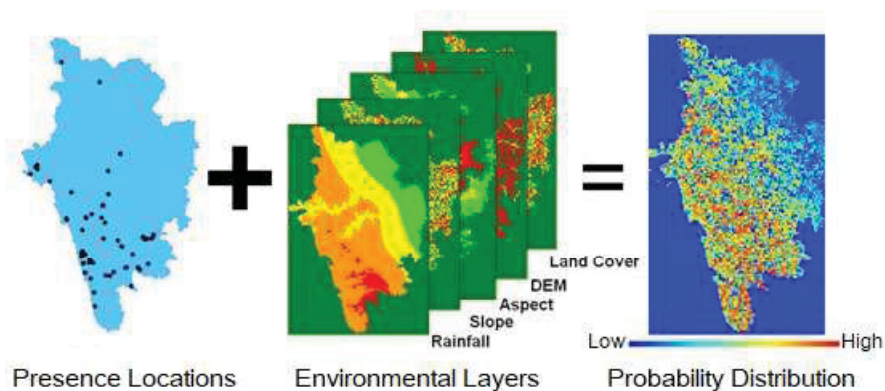 +
=
Land Cover
DEM
Aspect
Slope
Rainfall
Low High
Presence Locations Environmental Layers Probability Distribution